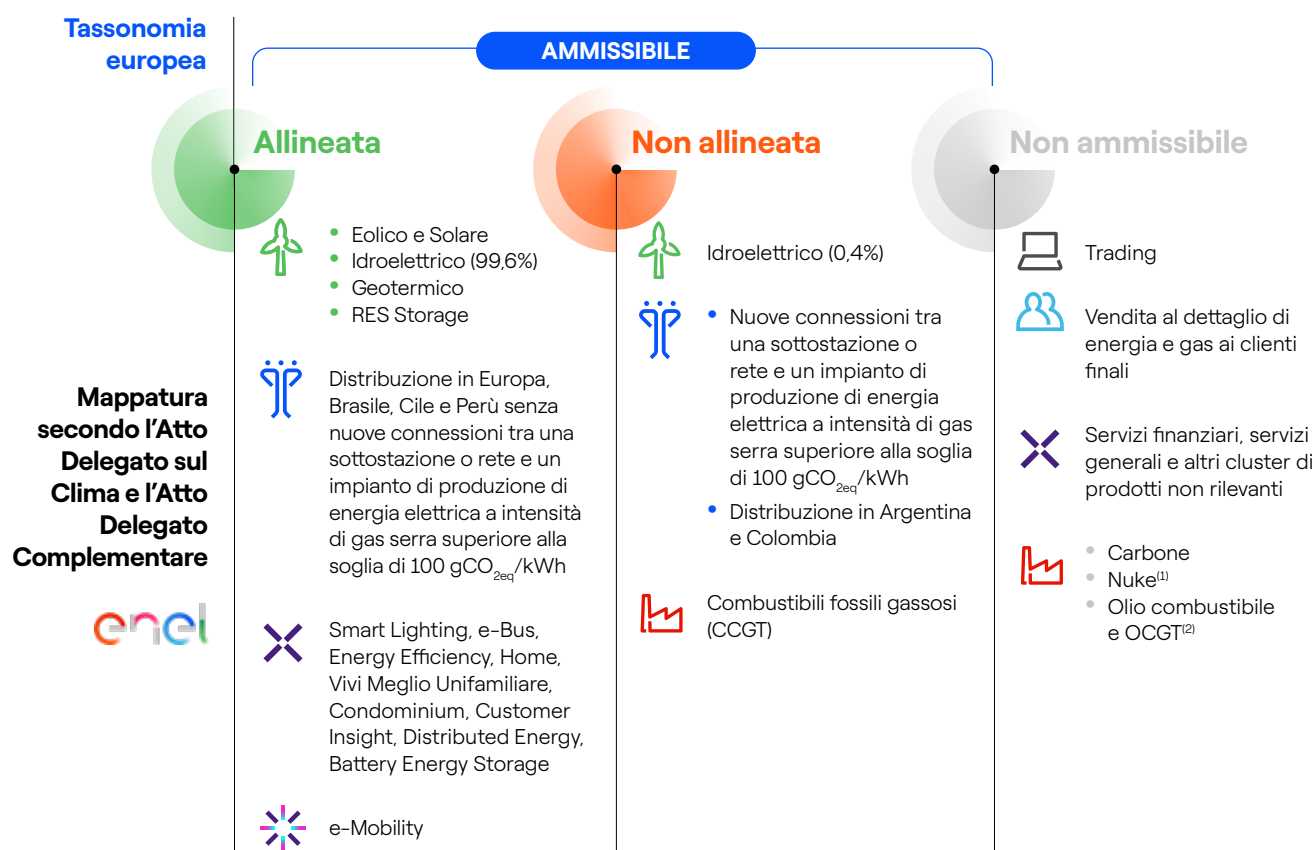 Tassonomia
europea
AMMISSIBILE
Allineata
Non allineata
Non ammissibile
Mappatura
secondo l’Atto
Delegato sul
Clima e l’Atto
Delegato
Complementare
enel
• Eolico e Solare
• Idroelettrico (99,6%)
• Geotermico
• RES Storage
Distribuzione in Europa,
Brasile, Cile e Perù senza
nuove connessioni tra una
sottostazione o rete e un
impianto di produzione di
energia elettrica a intensità
di gas serra superiore alla
soglia di 100 gCO2eq/kWh
Smart Lighting, e-Bus,
Energy Efficiency, Home,
Vivi Meglio Unifamiliare,
Condominium, Customer
Insight, Distributed Energy,
Battery Energy Storage
e-Mobility
Idroelettrico (0,4%)
• Nuove connessioni tra
una sottostazione o
rete e un impianto di
produzione di energia
elettrica a intensità di gas
serra superiore alla soglia
di 100 gCO2eq/kWh
• Distribuzione in Argentina
e Colombia
Combustibili fossili gassosi
(CCGT)
Trading
Vendita al dettaglio di
energia e gas ai clienti
finali
Servizi finanziari, servizi
generali e altri cluster di
prodotti non rilevanti
• Carbone
• Nuke(1)
• Olio combustibile
e OCGT(2)